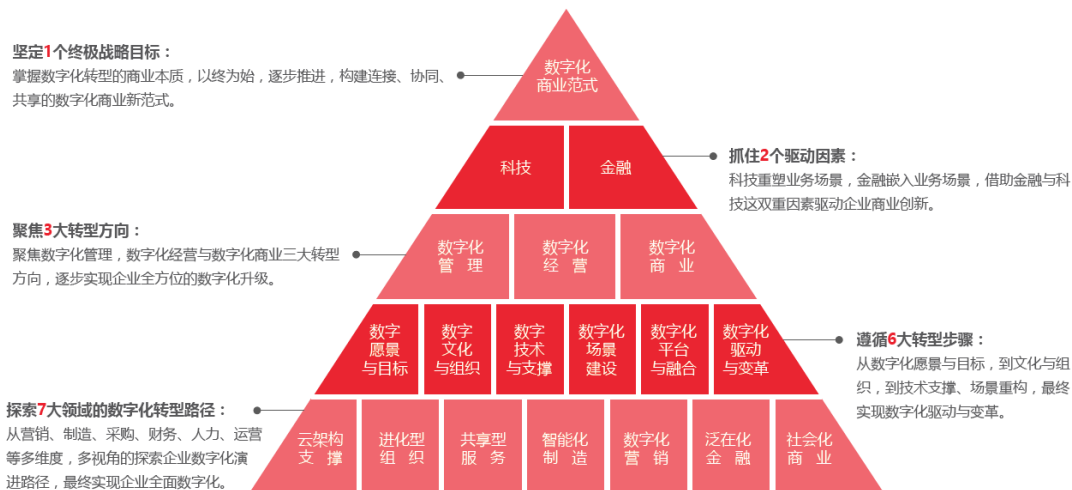 坚定1个终极战略目标：
掌握数字化转型的商业本质，以终为始，逐步推进，构建连接、协同、
共享的数字化商业新范式。
数字化
商业范式
科技
金融
抓住2个驱动因素：
科技重塑业务场景，金融嵌入业务场景，借助金融与科
技这双重因素驱动企业商业创新。
聚焦3大转型方向：
聚焦数字化管理，数字化经营与数字化商业三大转型
方向，逐步实现企业全方位的数字化升级。
数字化
管 理
数字化
经 营
数字化
商 业
数字
愿景
与目标
数字
文化
与组织
数字
技术
与支撑
数字化
场景
建设
数字化
平台
与融合
数字化
驱动
与变革
遵循6大转型步骤：
从数字化愿景与目标，到文化与组
织，到技术支撑、场景重构，最终
实现数字化驱动与变革。
探索7大领域的数字化转型路径：
从营销、制造、采购、财务、人力、运营
等多维度，多视角的探索企业数字化演
进路径，最终实现企业全面数字化。
云架构
支 撑
进化型
组 织
共享型
服 务
智能化
制 造
数字化
营 销
泛在化
金 融
社会化
商 业